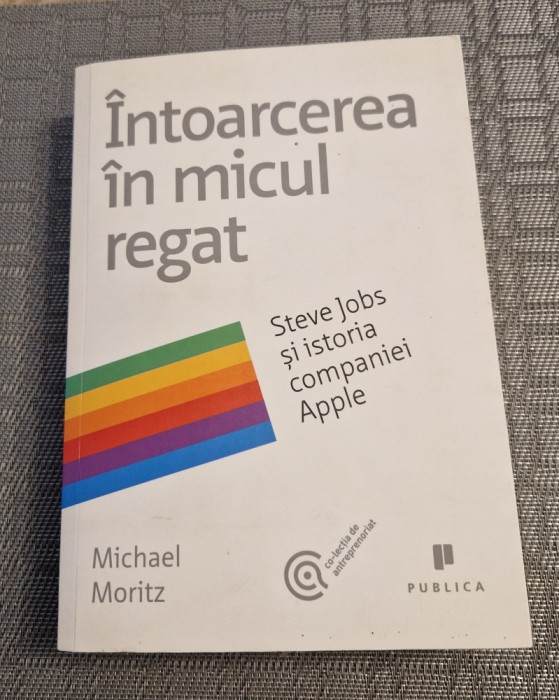 Întoarcerea
în micul
regat
Steve Jobs
și istoria
companiei
Apple
Michael
Moritz
co-lecția de
antreprenoriat
PUBLICA